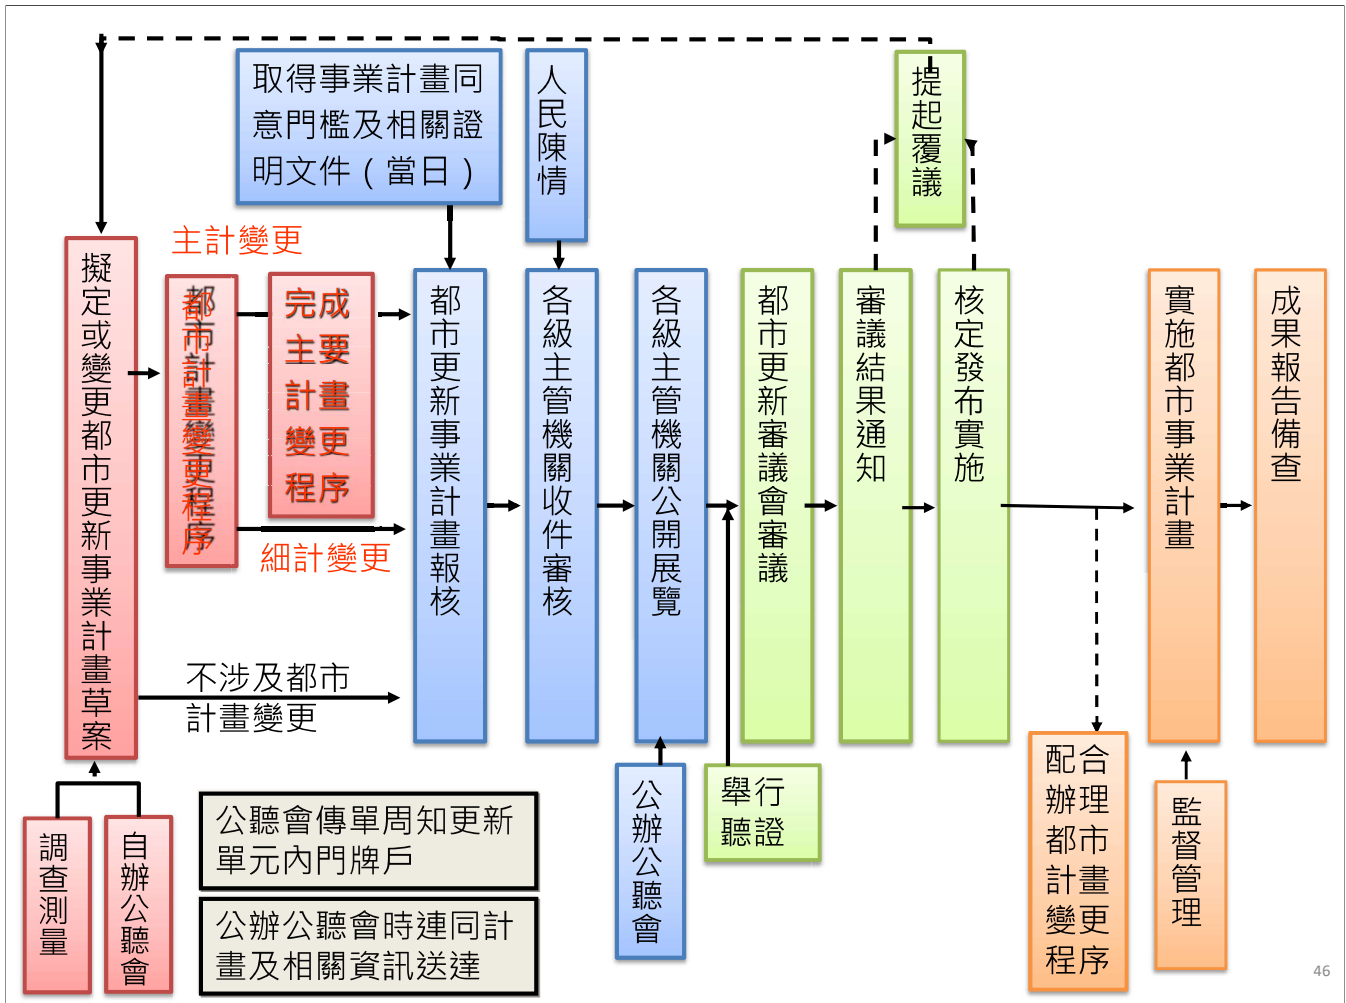 取得事業計畫同
意門檻及相關證
明文件（當日）
人民陳情
提起覆議
主計變更
擬定或變更都市更新事業計畫草案
都市計畫變更程序
完成
主要
計畫
變更
程序
細計變更
不涉及都市
計畫變更
都市更新事業計畫報核
各級主管機關收件審核
各級主管機關公開展覽
都市更新審議會審議
審議結果通知
核定發布實施
實施都市事業計畫
成果報告備查
調查測量
自辦公聽會
公聽會傳單周知更新
單元內門牌戶
公辦公聽會時連同計
畫及相關資訊送達
公辦公聽會
舉行
聽證
配合
辦理
都市
計畫
變更
程序
監督管理
46